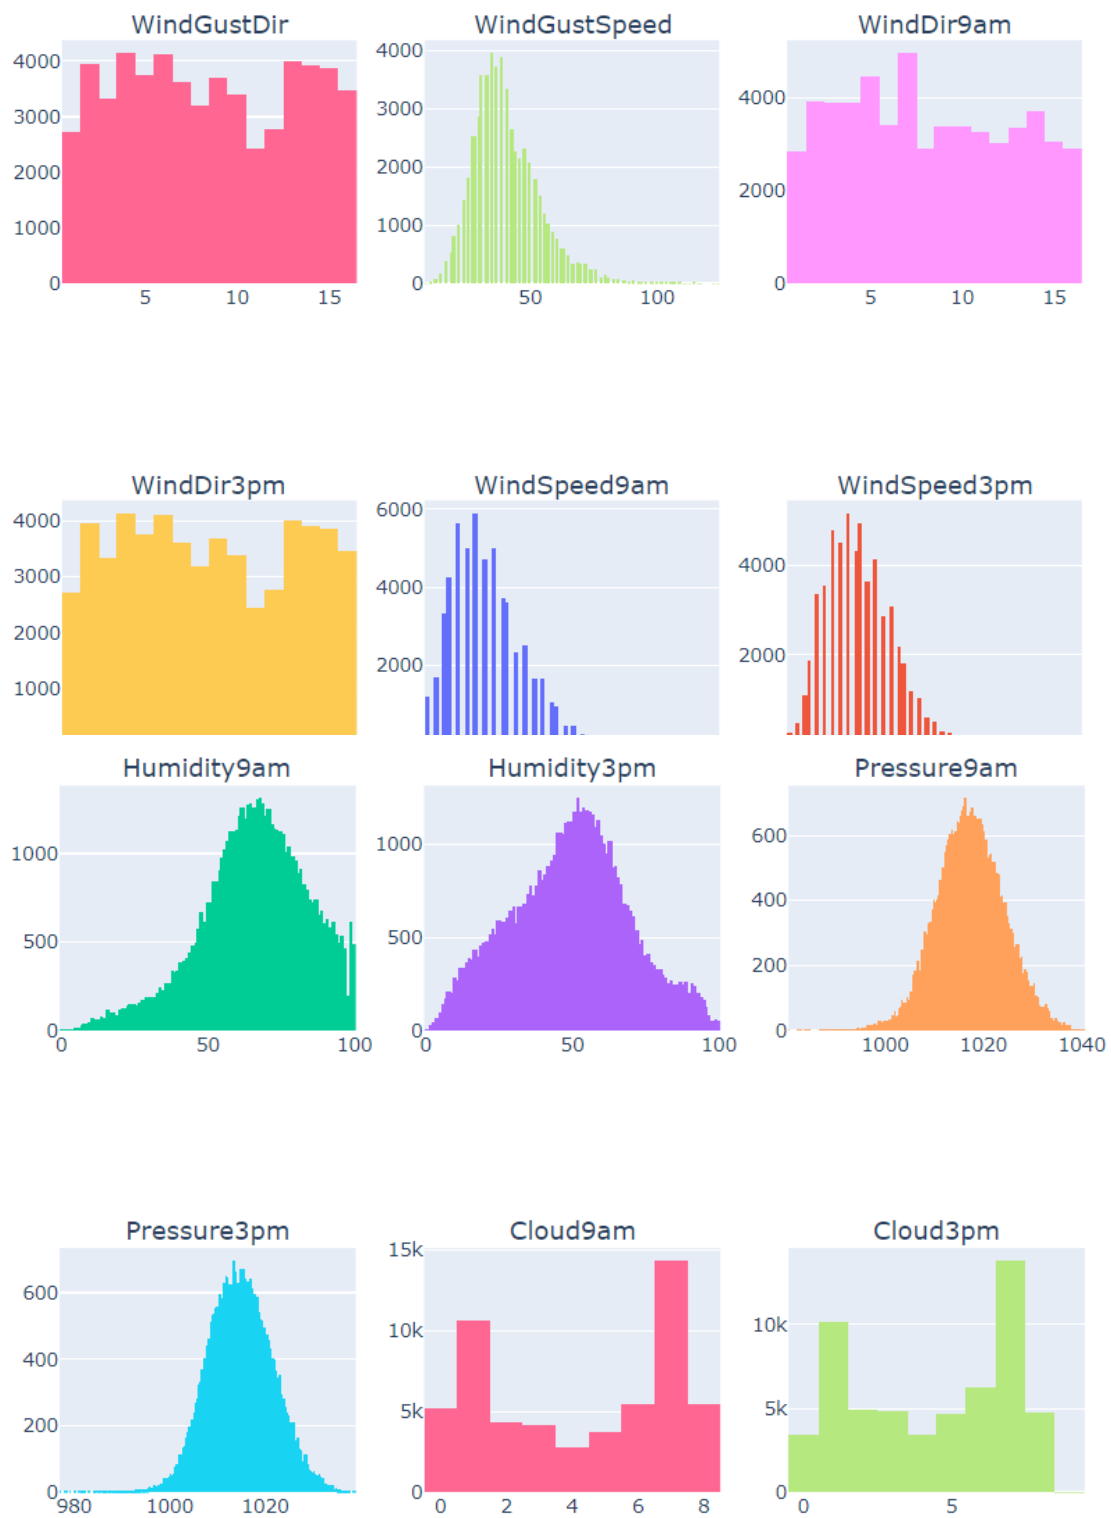 WindGustDir WindGustSpeed WindDir9am
4000 4000
3000 3000 4000
2000 2000 2000
1000 1000
0 0 0
5 10 15 50 100 5 10 15
WindDir3pm WindSpeed9am WindSpeed3pm
4000 6000
3000 4000 4000
2000 2000 2000
1000
Humidity9am Humidity3pm Pressure9am
1000 1000 600
400
500 500 200
0 0 0
0 50 100 0 50 100 1000 1020 1040
Pressure3pm Cloud9am Cloud3pm
600 15k
400 10k 10k
200 5k 5k
0 0 0
980 1000 1020 0 2 4 6 8 0 5